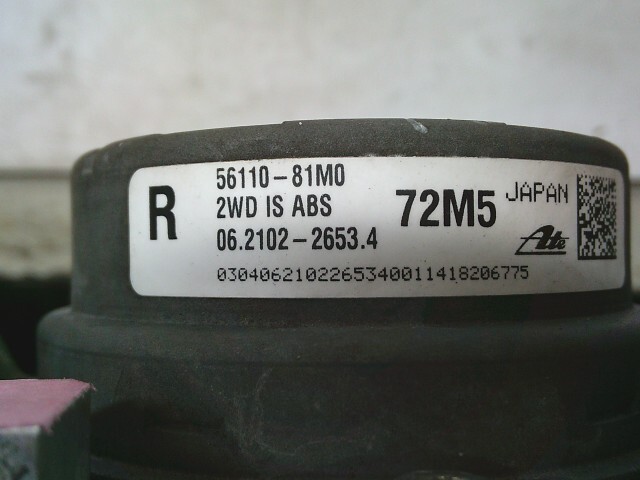 R
56110-81M0
2WD IS ABS
06.2102-2653.4
72M5
JAPAN
Ate
0304062102265340011418206775